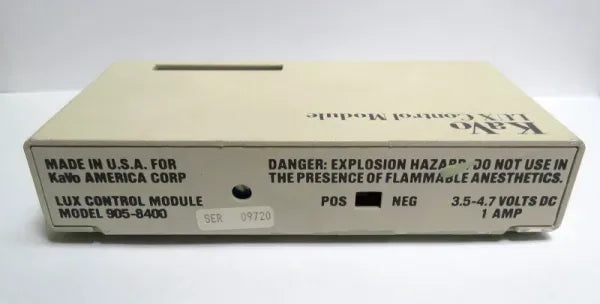 KaVo
LUX Control Module
MADE IN U.S.A. FOR
KaVo AMERICA CORP
DANGER: EXPLOSION HAZARD. DO NOT USE IN
THE PRESENCE OF FLAMMABLE ANESTHETICS.
LUX CONTROL MODULE
MODEL 905-8400
SER 09720
POS NEG
3.5-4.7 VOLTS DC
1 AMP